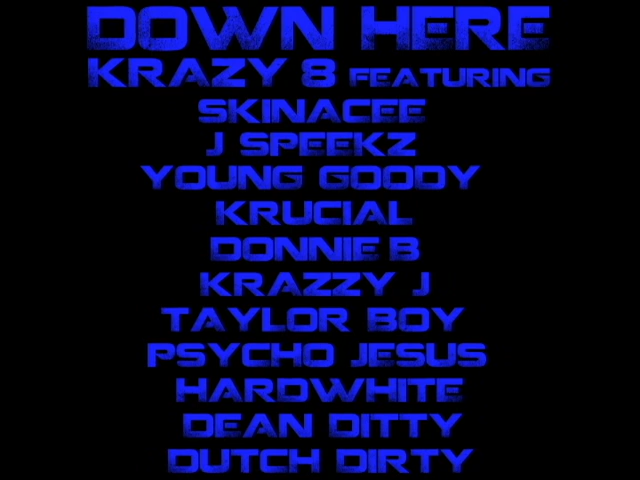 DOWN HERE
KRAZY 8 FEATURING
SKINACEE
J SPEEKZ
YOUNG GOODY
KRUCIAL
DONNIE B
KRAZZY J
TAYLOR BOY
PSYCHO JESUS
HARDWHITE
DEAN DITTY
DUTCH DIRTY